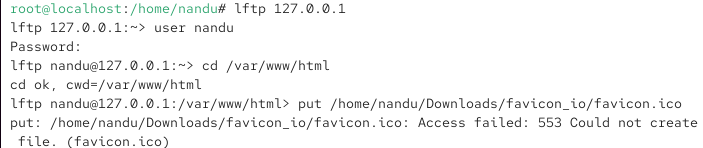 root@localhost:/home/nandu# lftp 127.0.0.1
lftp 127.0.0.1:~> user nandu
Password:
lftp nandu@127.0.0.1:~> cd /var/www/html
cd ok, cwd=/var/www/html
lftp nandu@127.0.0.1:/var/www/html> put /home/nandu/Downloads/favicon_io/favicon.ico
put: /home/nandu/Downloads/favicon_io/favicon.ico: Access failed: 553 Could not create
 file. (favicon.ico)